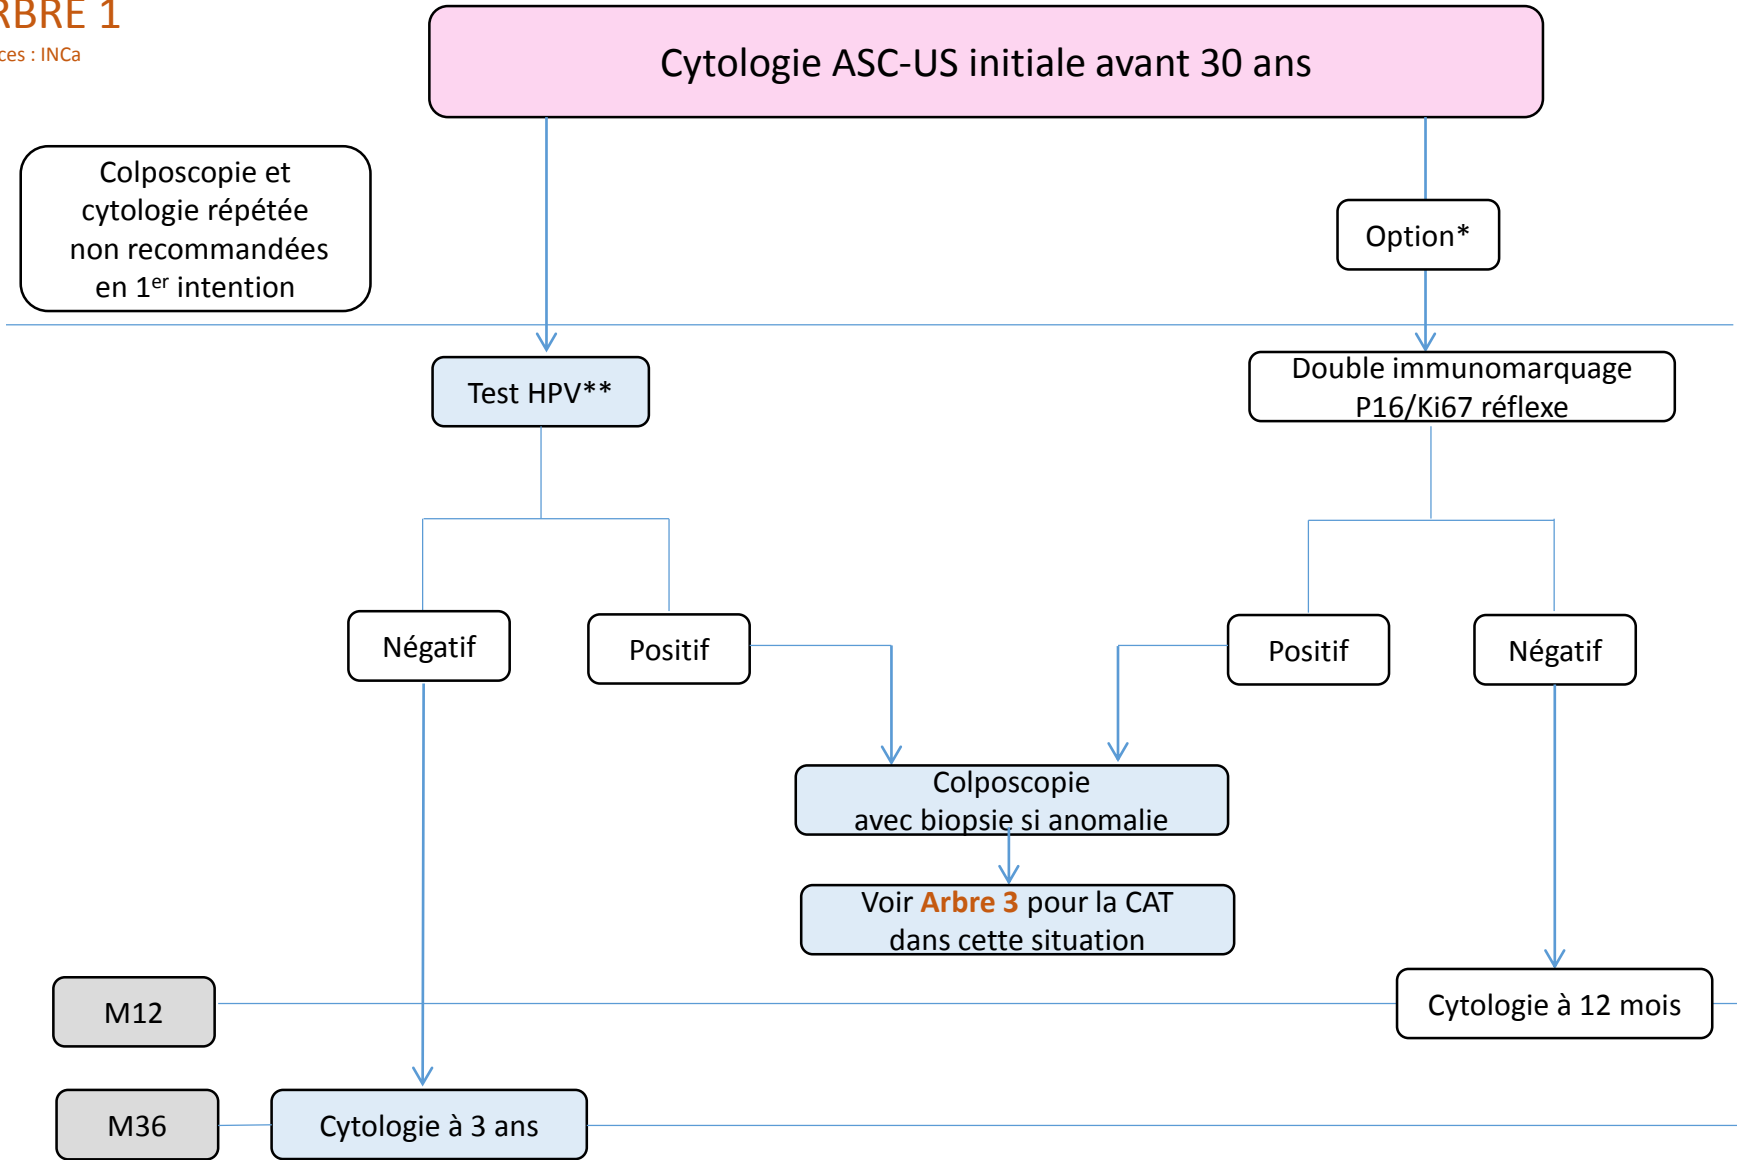 RBRE 1
ces : INCa
Cytologie ASC-US initiale avant 30 ans
Colposcopie et
cytologie répétée
non recommandées
en 1er intention
Option*
Test HPV**
Double immunomarquage
P16/Ki67 réflexe
Négatif
Positif
Positif
Négatif
Colposcopie
avec biopsie si anomalie
Voir Arbre 3 pour la CAT
dans cette situation
M12
Cytologie à 12 mois
M36
Cytologie à 3 ans